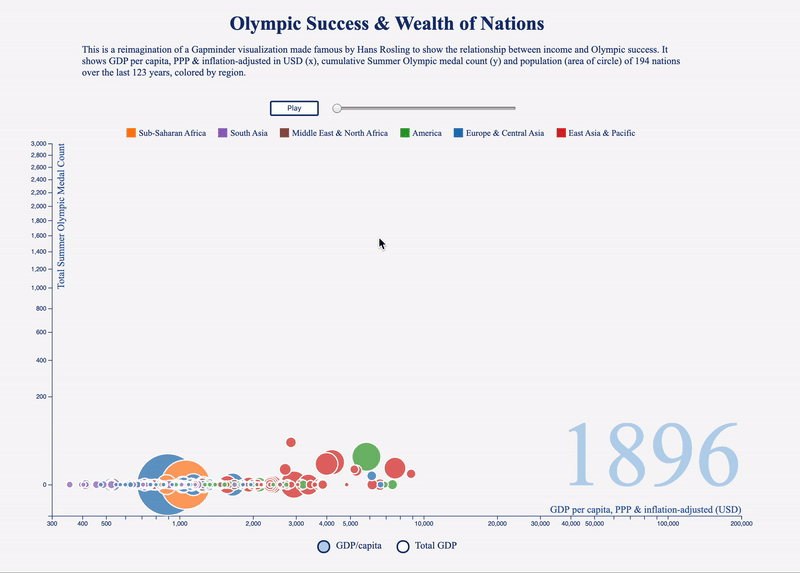 Olympic Success & Wealth of Nations
This is a reimagination of a Gapminder visualization made famous by Hans Rosling to show the relationship between income and Olympic success. It
shows GDP per capita, PPP & inflation-adjusted in USD (x), cumulative Summer Olympic medal count (y) and population (area of circle) of 194 nations
over the last 123 years, colored by region.
Play
Sub-Saharan Africa South Asia Middle East & North Africa America Europe & Central Asia East Asia & Pacific
Total Summer Olympic Medal Count
3,000
2,800
2,600
2,400
2,200
2,000
1,800
1,600
1,400
1,200
1,000
800
600
400
200
0
1896
GDP per capita, PPP & inflation-adjusted (USD)
300 400 500 1,000 2,000 3,000 4,000 5,000 10,000 20,000 30,000 40,000 50,000 100,000 200,000
GDP/capita Total GDP